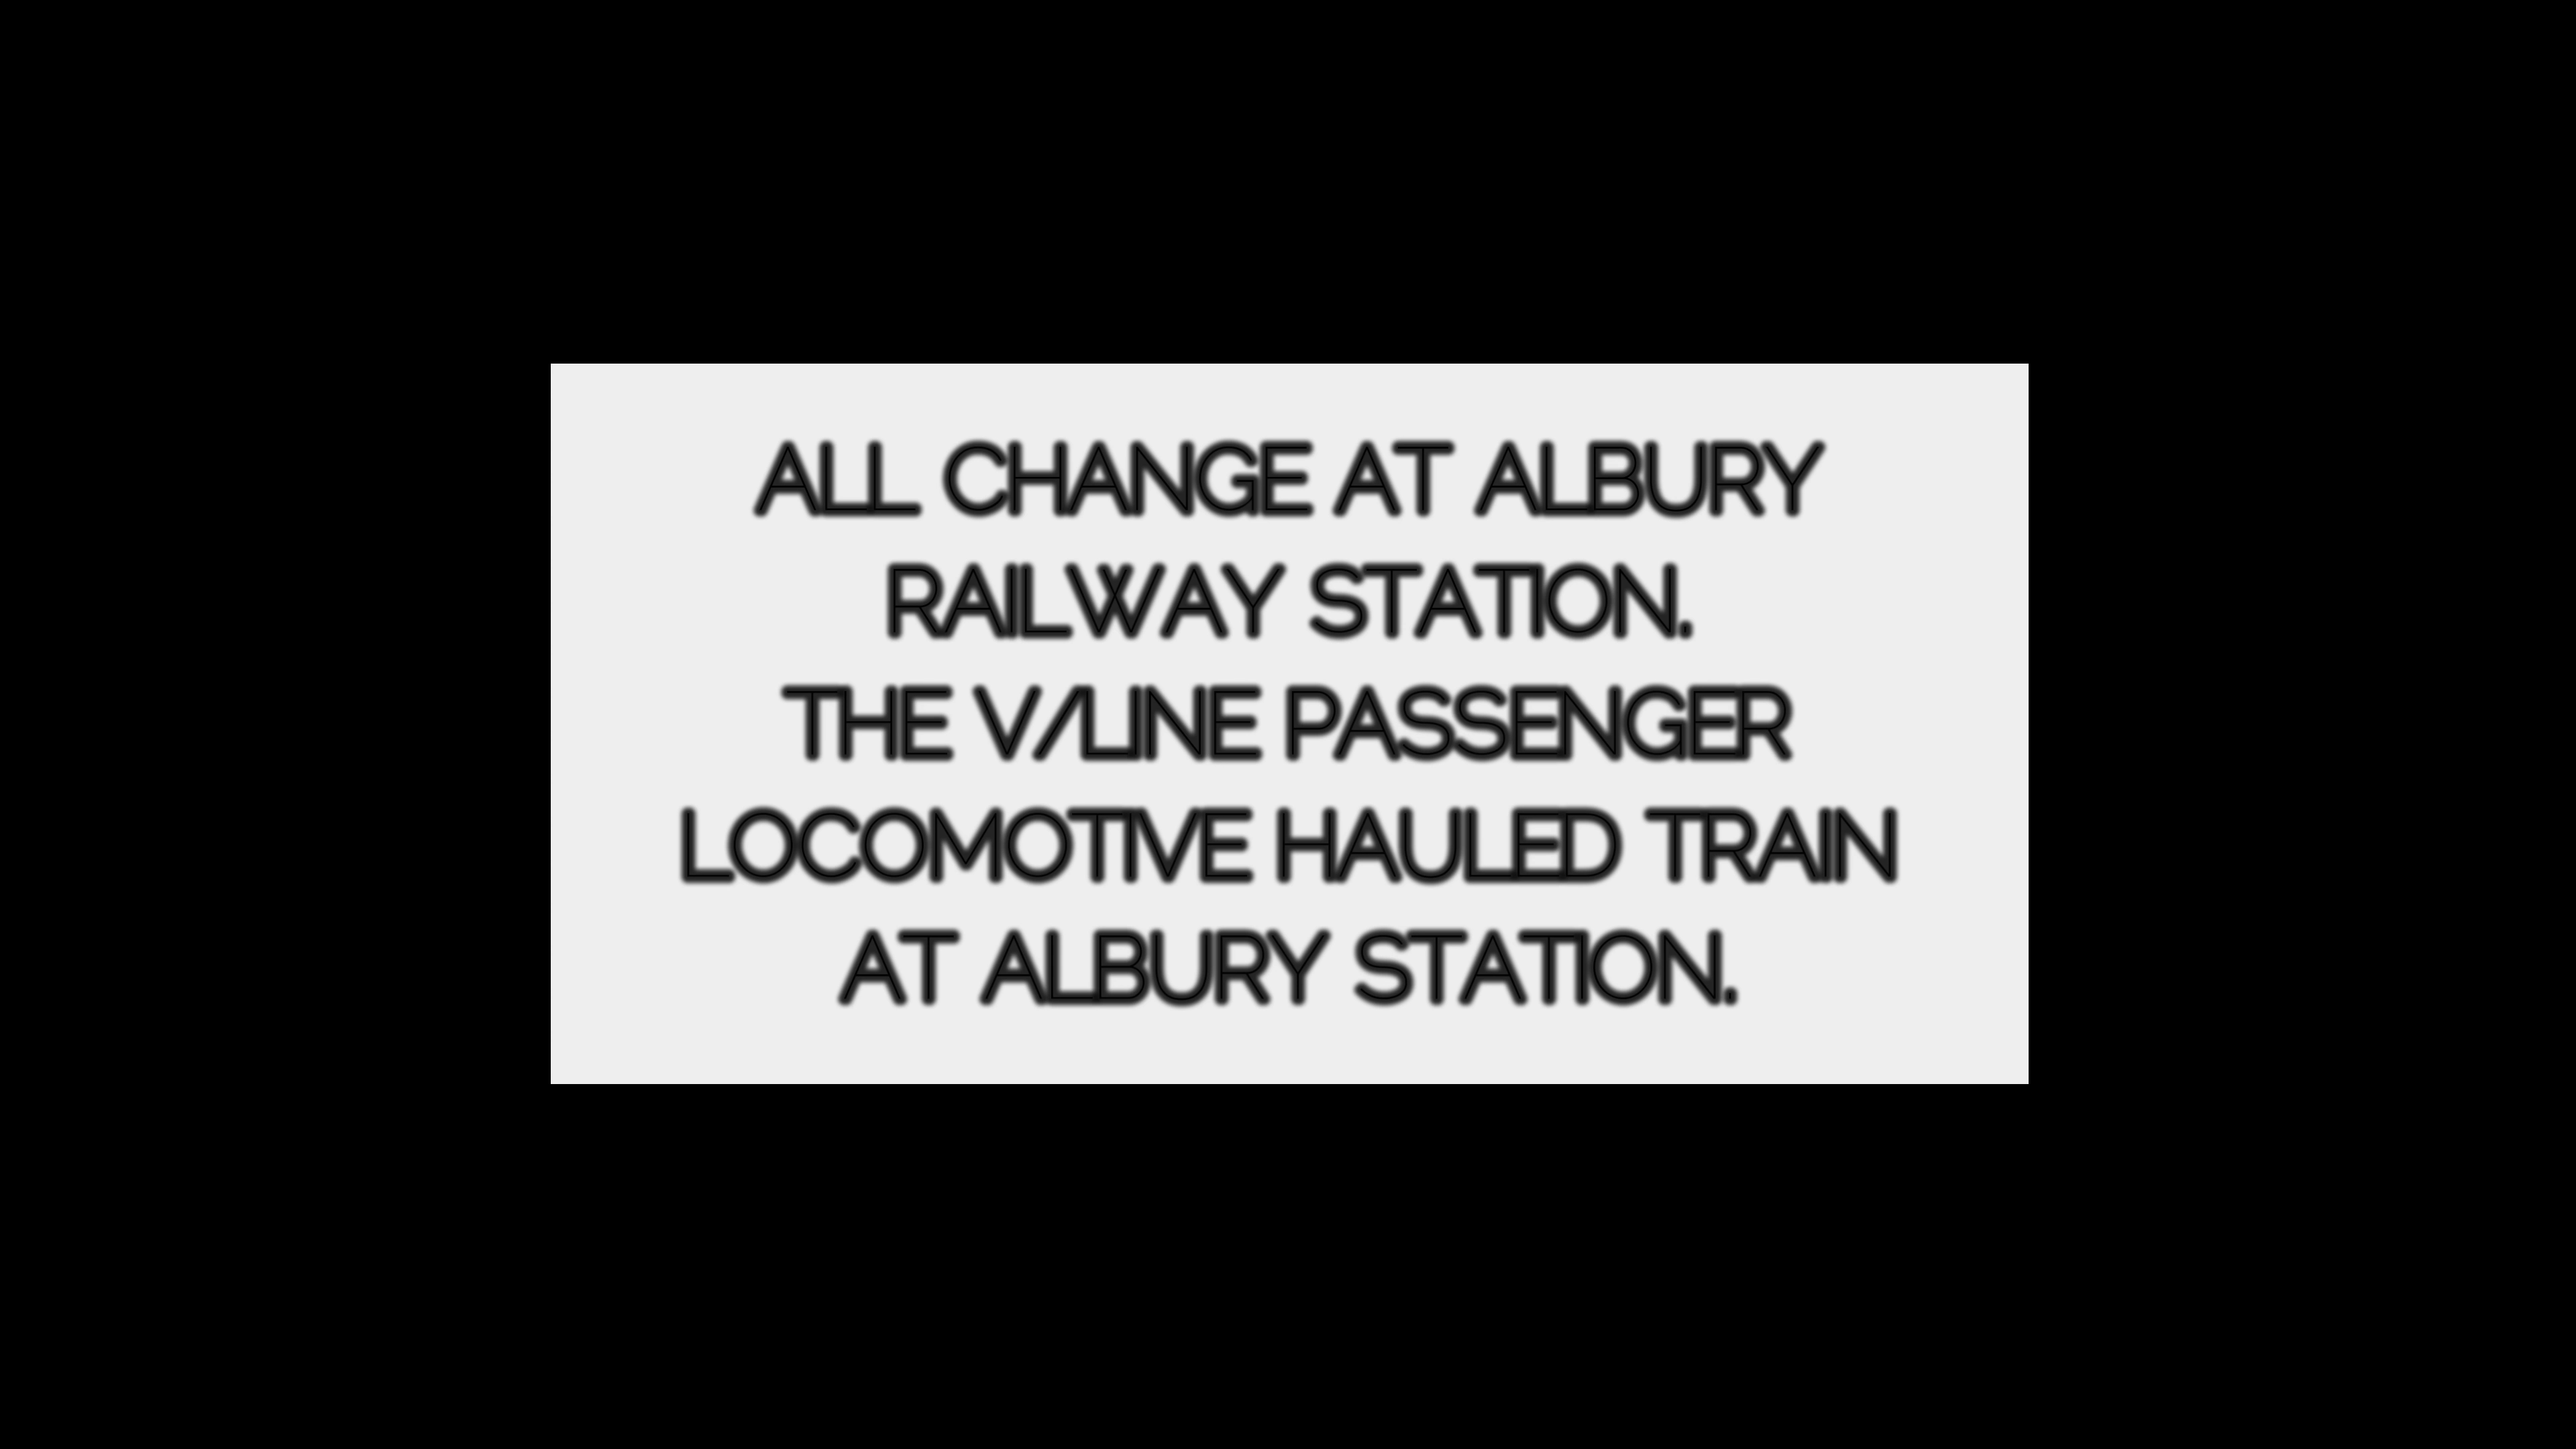 ALL CHANGE AT ALBURY
RAILWAY STATION.
THE V/LINE PASSENGER
LOCOMOTIVE HAULED TRAIN
AT ALBURY STATION.